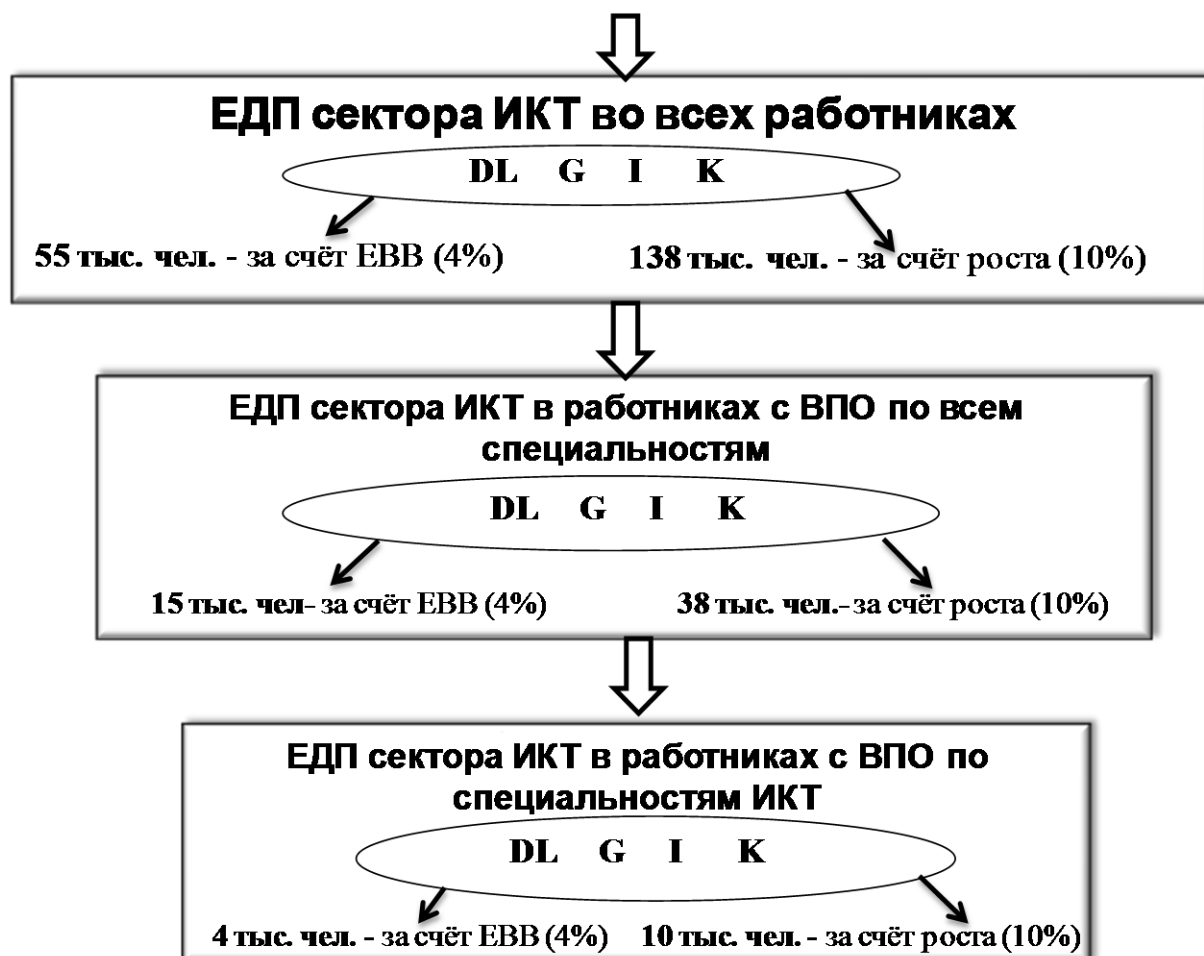 ЕДП сектора ИКТ во всех работниках
DL G I K
55 тыс. чел. - за счёт ЕВВ (4%) 138 тыс. чел. - за счёт роста (10%)
ЕДП сектора ИКТ в работниках с ВПО по всем
специальностям
DL G I K
15 тыс. чел- за счёт ЕВВ (4%) 38 тыс. чел.- за счёт роста (10%)
ЕДП сектора ИКТ в работниках с ВПО по
специальностям ИКТ
DL G I K
4 тыс. чел. - за счёт ЕВВ (4%) 10 тыс. чел. - за счёт роста (10%)